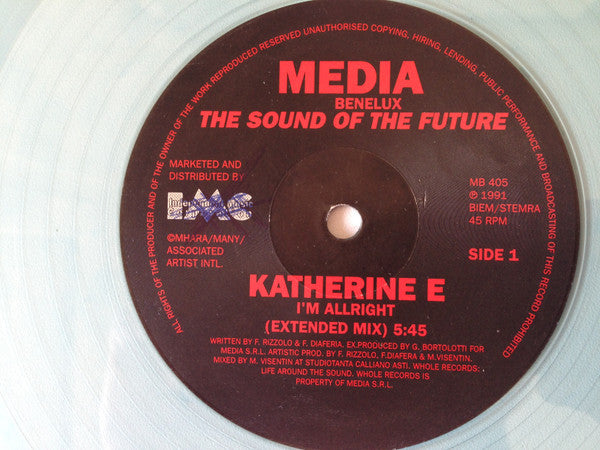 ALL RIGHTS OF THE PRODUCER AND OF THE OWNER OF THE WORK REPRODUCED RESERVED UNAUTHORISED COPYING, HIRING, LENDING, PUBLIC PERFORMANCE AND BROADCASTING OF THIS RECORD PROHIBITED
MEDIA
BENELUX
THE SOUND OF THE FUTURE
MARKETED AND
DISTRIBUTED BY
EMC
©MHARA/MANY/
ASSOCIATED
ARTIST INTL.
MB 405
℗ 1991
BIEM/STEMRA
45 RPM
SIDE 1
KATHERINE E
I'M ALLRIGHT
(EXTENDED MIX) 5:45
WRITTEN BY F. RIZZOLO & F. DIAFERIA. EX.PRODUCED BY G. BORTOLOTTI FOR
MEDIA S.R.L. ARTISTIC PROD. BY F. RIZZOLO, F.DIAFERA & M.VISENTIN.
MIXED BY M. VISENTIN AT STUDIOTANTA CALLIANO ASTI. WHOLE RECORDS:
LIFE AROUND THE SOUND. WHOLE RECORDS IS
PROPERTY OF MEDIA S.R.L.